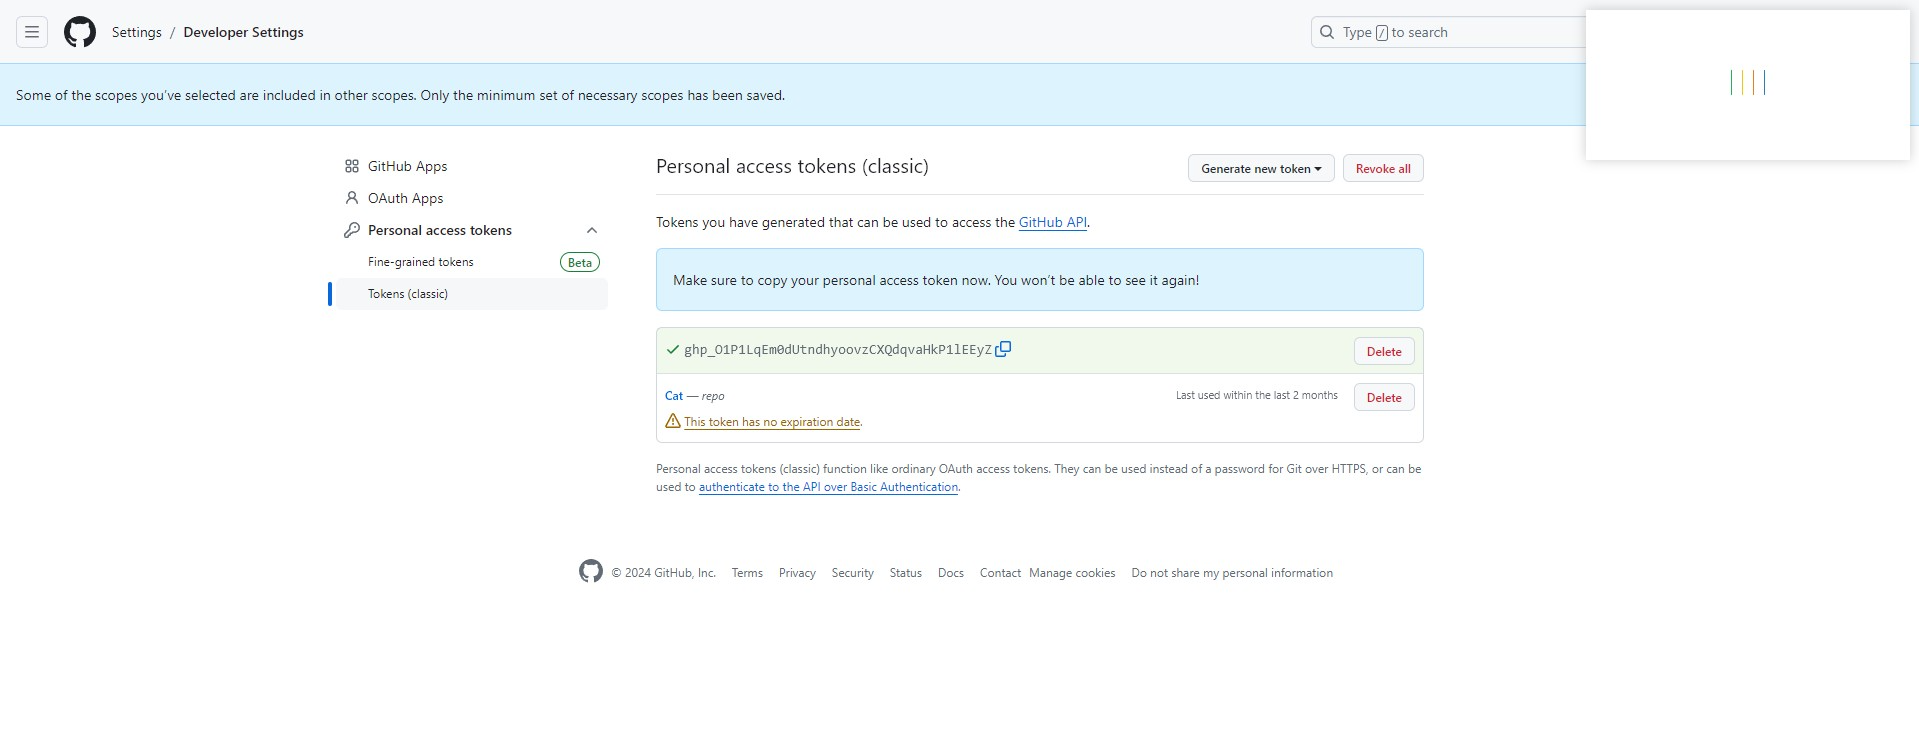 Settings / Developer Settings
Type / to search
Some of the scopes you've selected are included in other scopes. Only the minimum set of necessary scopes has been saved.
GitHub Apps
OAuth Apps
Personal access tokens
Fine-grained tokens Beta
Tokens (classic)
Personal access tokens (classic)
Generate new token
Revoke all
Tokens you have generated that can be used to access the GitHub API.
Make sure to copy your personal access token now. You won't be able to see it again!
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
Delete
Cat — repo
Last used within the last 2 months
Delete
This token has no expiration date.
Personal access tokens (classic) function like ordinary OAuth access tokens. They can be used instead of a password for Git over HTTPS, or can be
used to authenticate to the API over Basic Authentication.
© 2024 GitHub, Inc. Terms Privacy Security Status Docs Contact Manage cookies Do not share my personal information